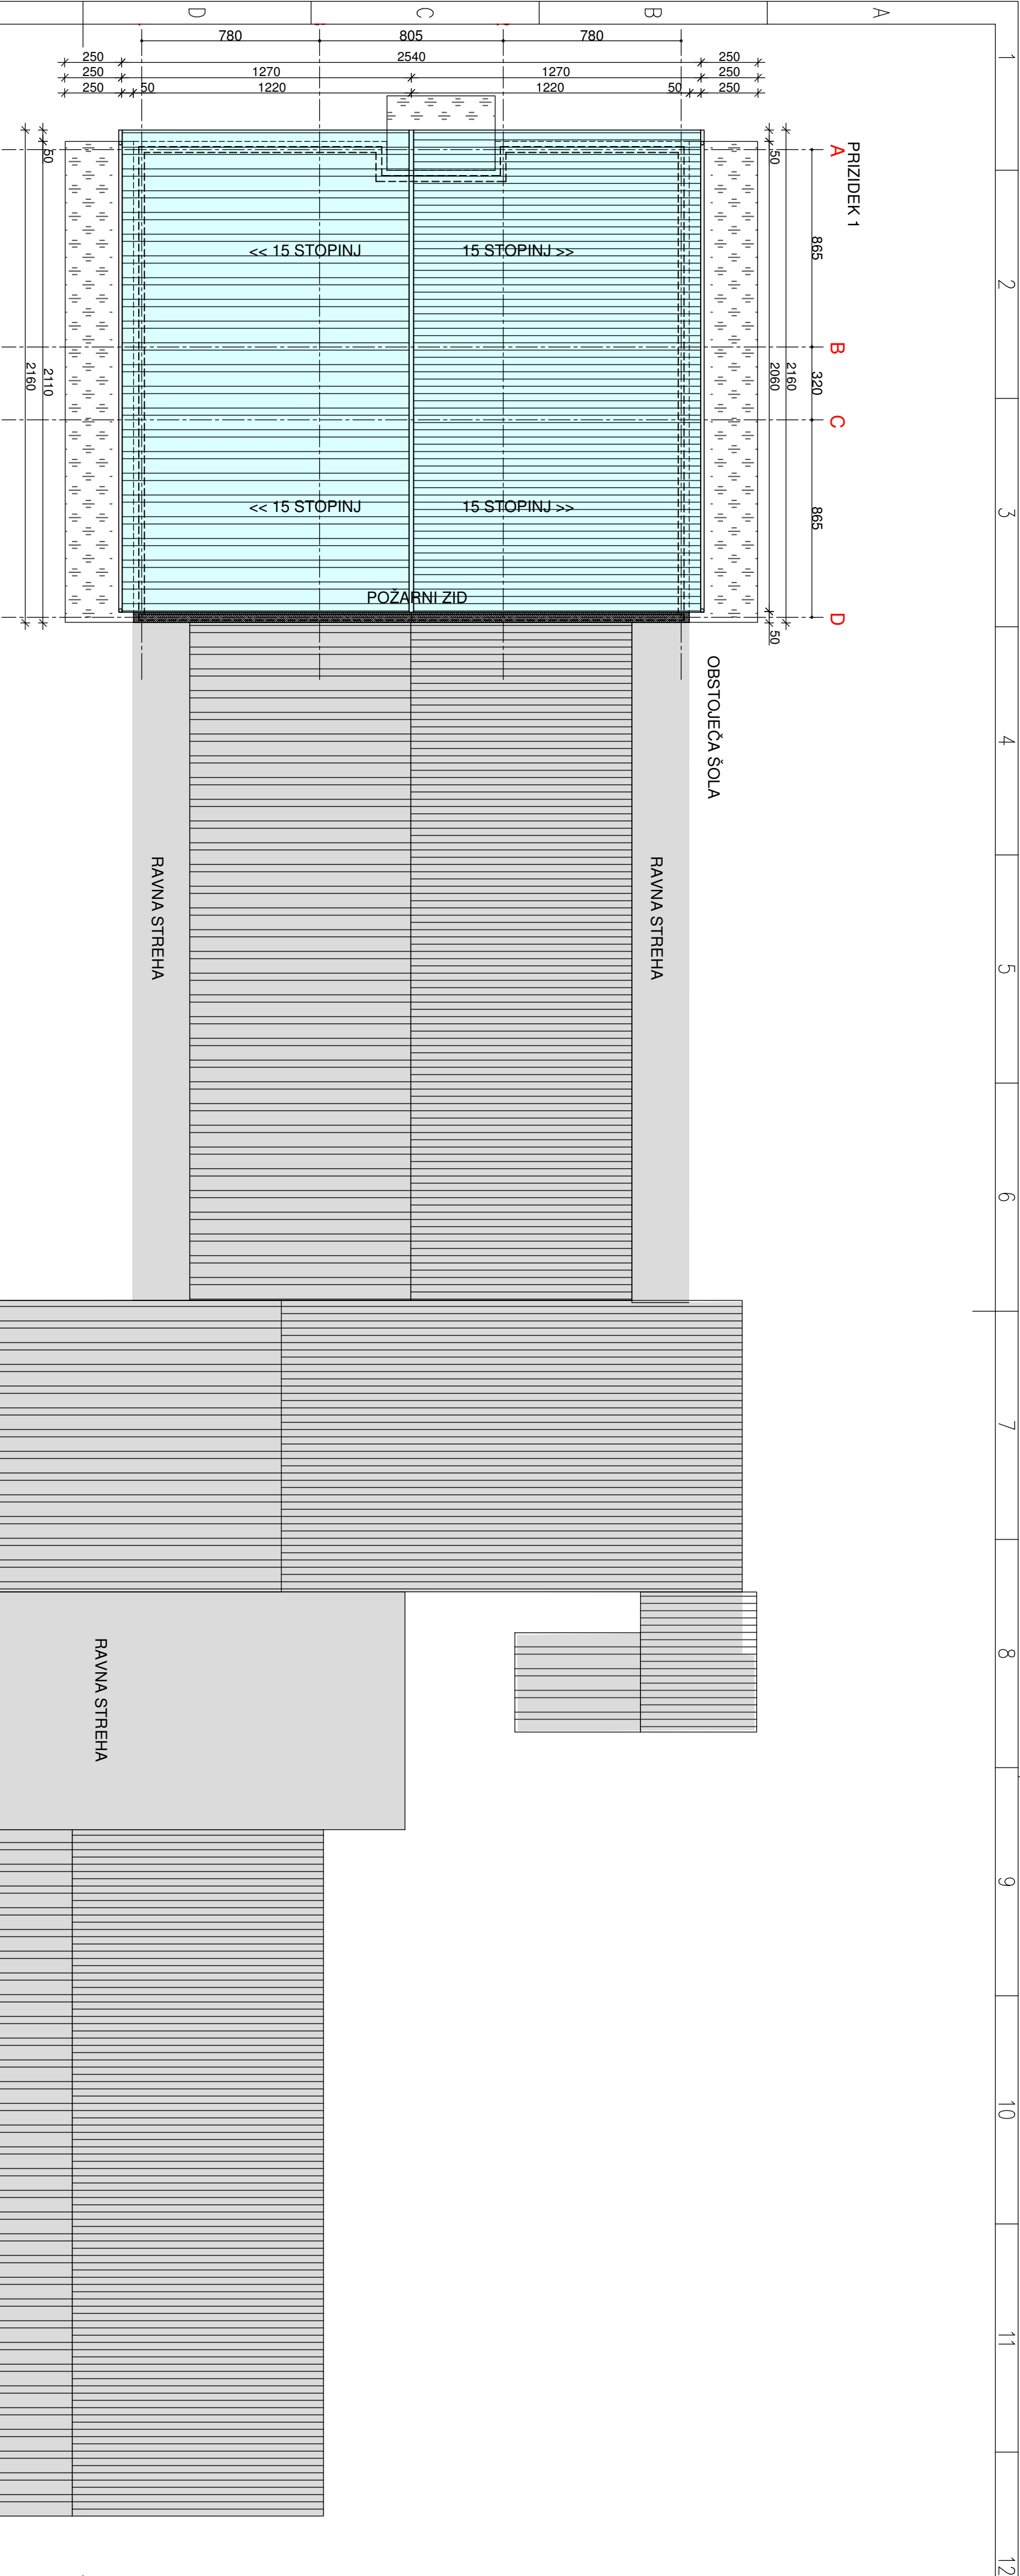 D
C
B
A
1
2
3
4
5
6
7
8
9
10
11
12
780
805
780
250
2540
250
1270
1270
250
250
50
1220
1220
50
250
PRIZIDEK 1
A
B
C
D
865
320
865
2160
50
2060
50
<< 15 STOPINJ
15 STOPINJ >>
<< 15 STOPINJ
15 STOPINJ >>
POŽARNI ZID
50
2110
2160
OBSTOJEČA ŠOLA
RAVNA STREHA
RAVNA STREHA
RAVNA STREHA